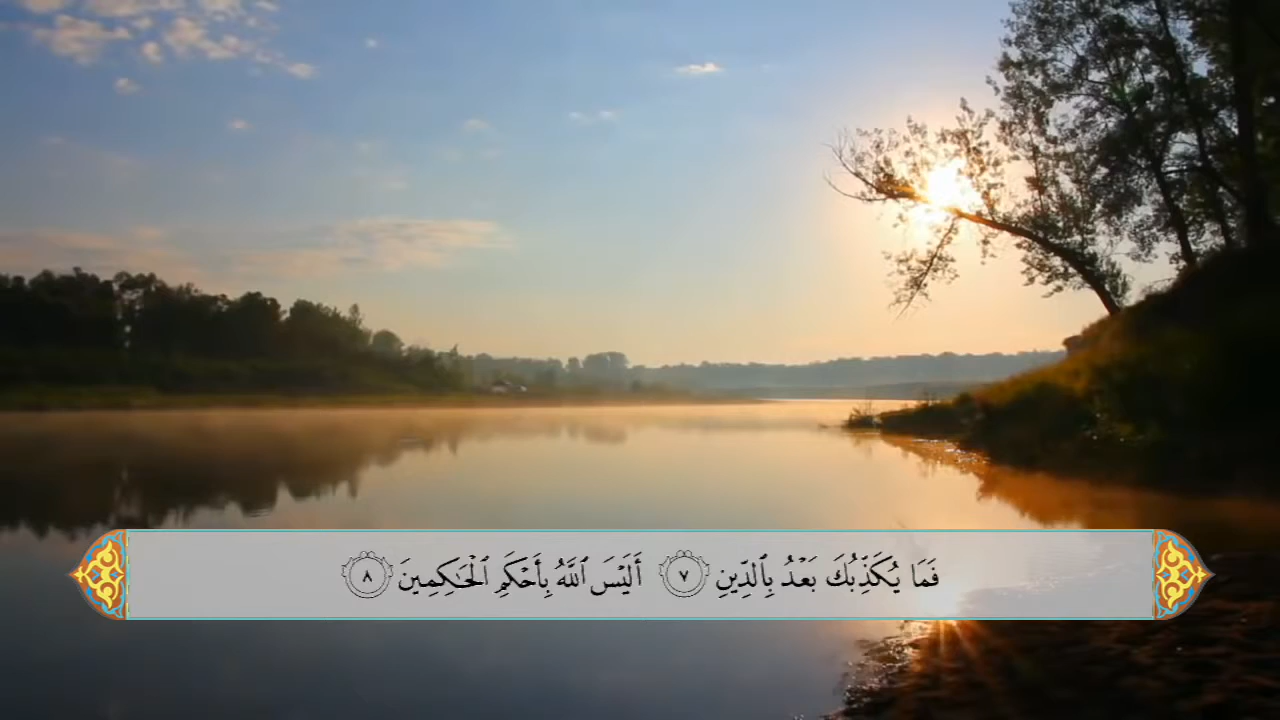 فَمَا يُكَذِّبُكَ بَعْدُ بِٱلدِّينِ ٧ أَلَيْسَ ٱللَّهُ بِأَحْكَمِ ٱلْحَٰكِمِينَ ٨